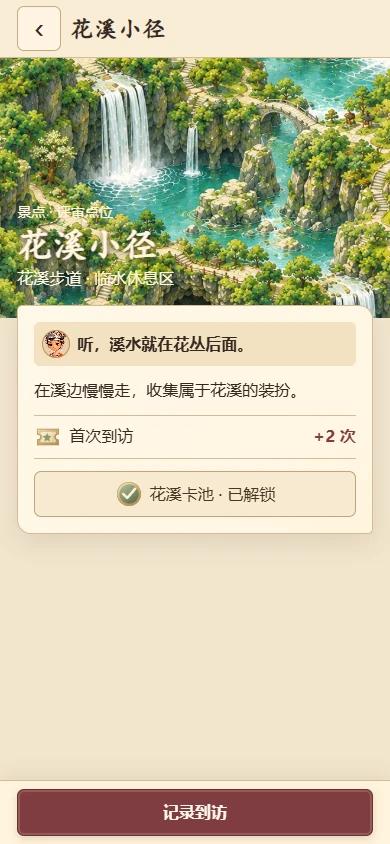 花溪小径
景点 · 评审点位
花溪小径
花溪步道 · 临水休息区
听，溪水就在花丛后面。
在溪边慢慢走，收集属于花溪的装扮。
首次到访
+2 次
花溪卡池 · 已解锁
记录到访